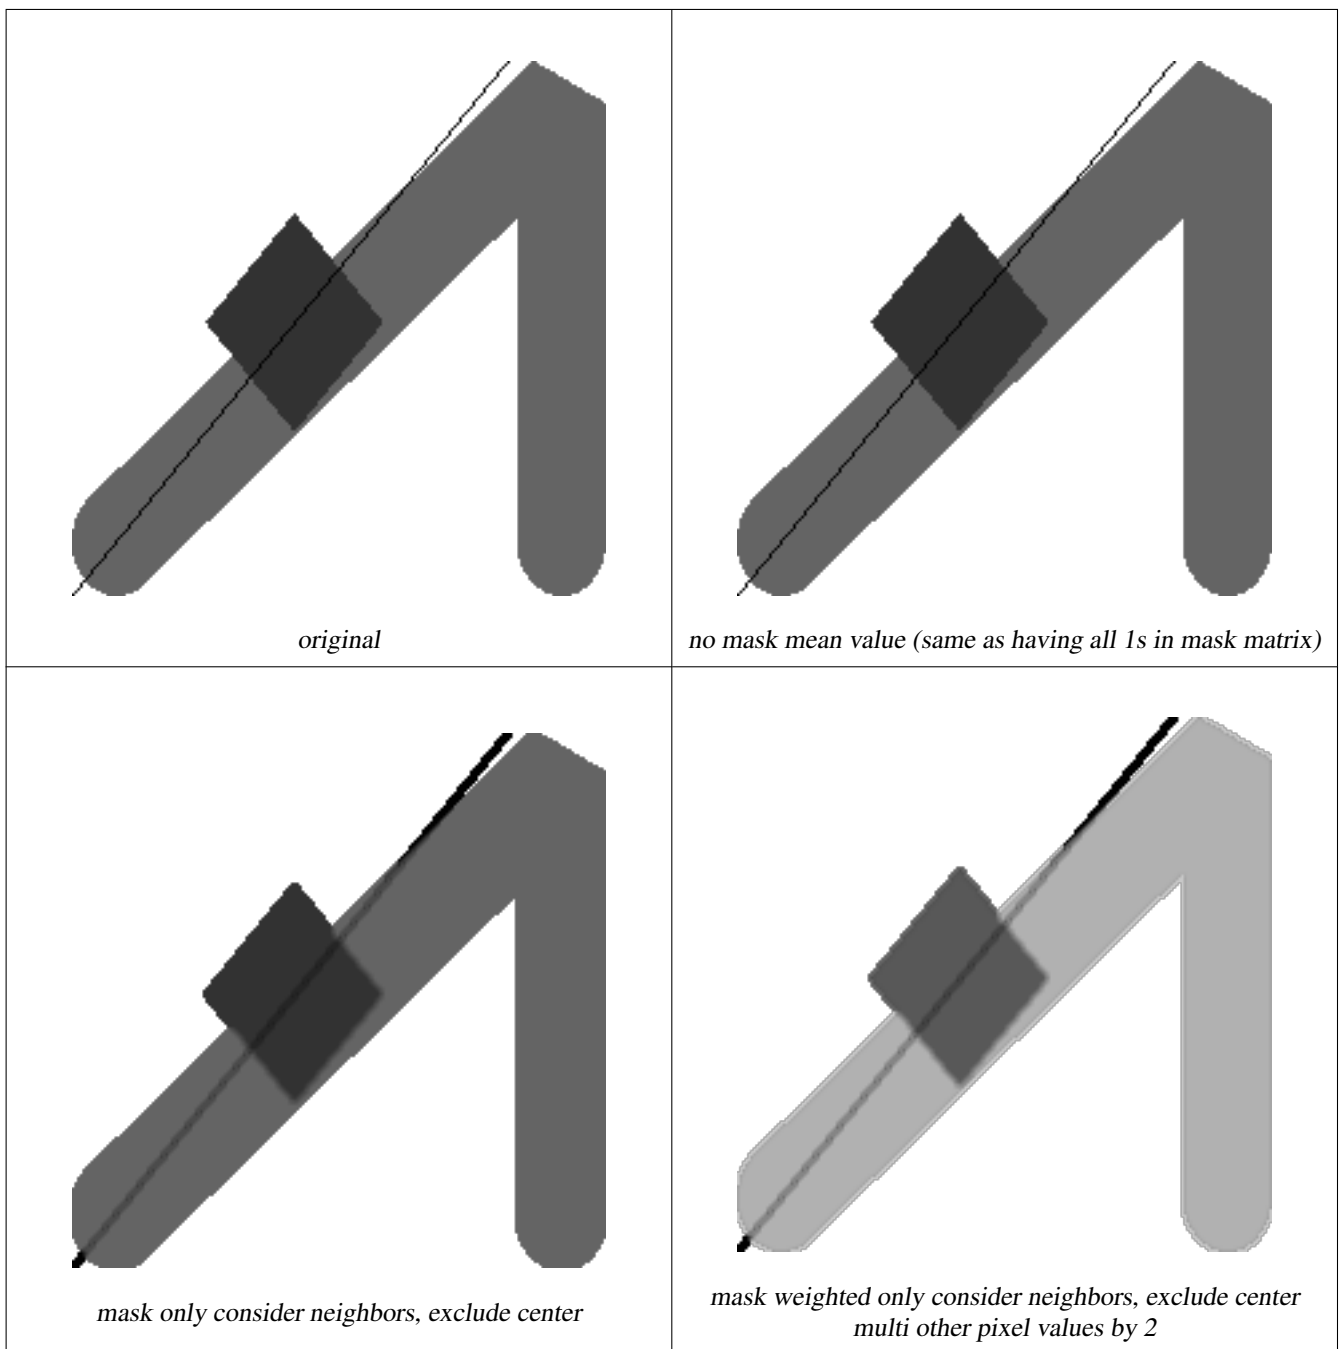 original
no mask mean value (same as having all 1s in mask matrix)
mask only consider neighbors, exclude center
mask weighted only consider neighbors, exclude center
multi other pixel values by 2